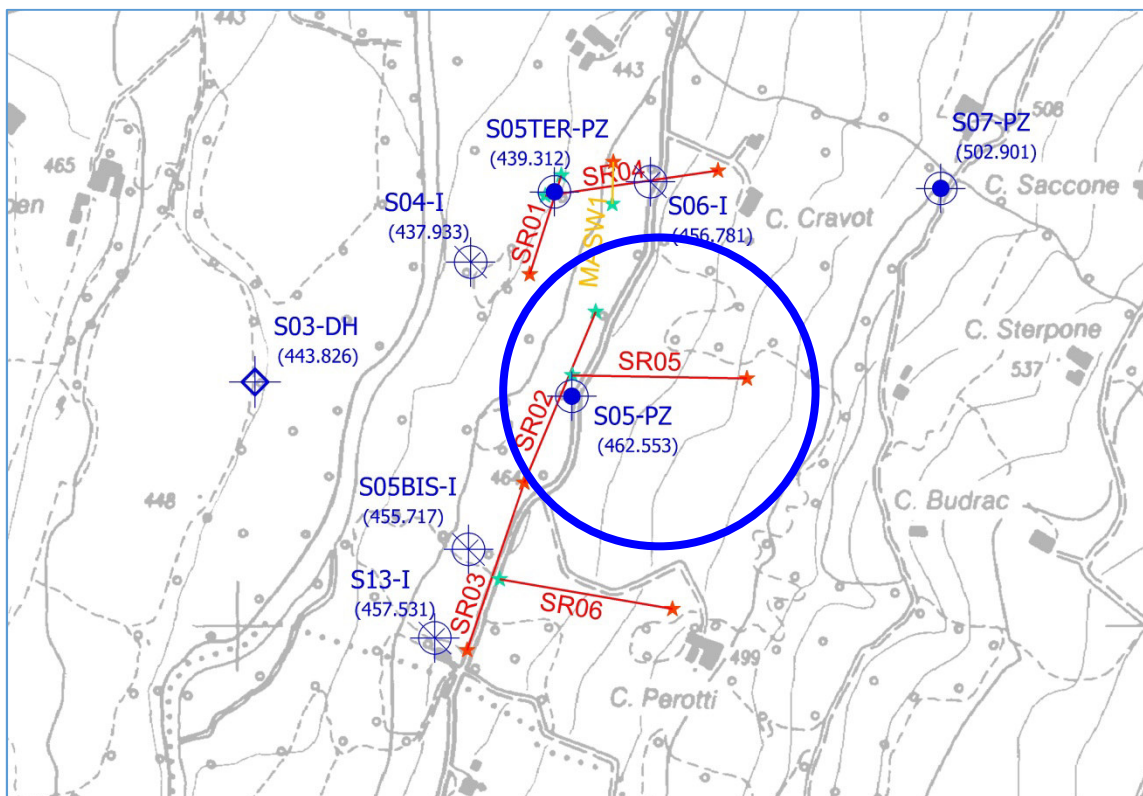 443
443
508
S05TER-PZ
(439.312)
S07-PZ
(502.901)
465
SR04
C. Saccone
S04-I
(437.933)
SR01
S06-I
(456.781)
C. Cravot
MASW1
S03-DH
(443.826)
C. Sterpone
537
SR05
SR02
S05-PZ
(462.553)
464
448
S05BIS-I
(455.717)
C. Budrac
S13-I
(457.531)
SR03
SR06
499
C. Perotti